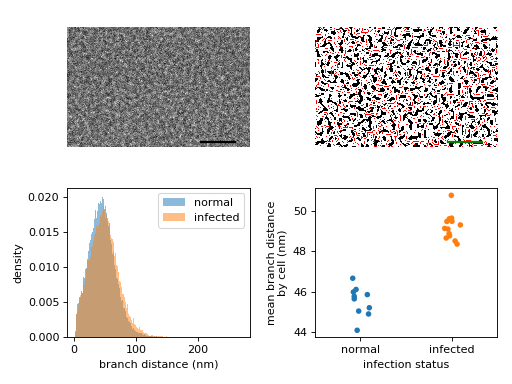 0.020
0.015
0.010
0.005
0.000
density
normal
infected
0
100
200
branch distance (nm)
50
48
46
44
mean branch distance
by cell (nm)
normal
infected
infection status